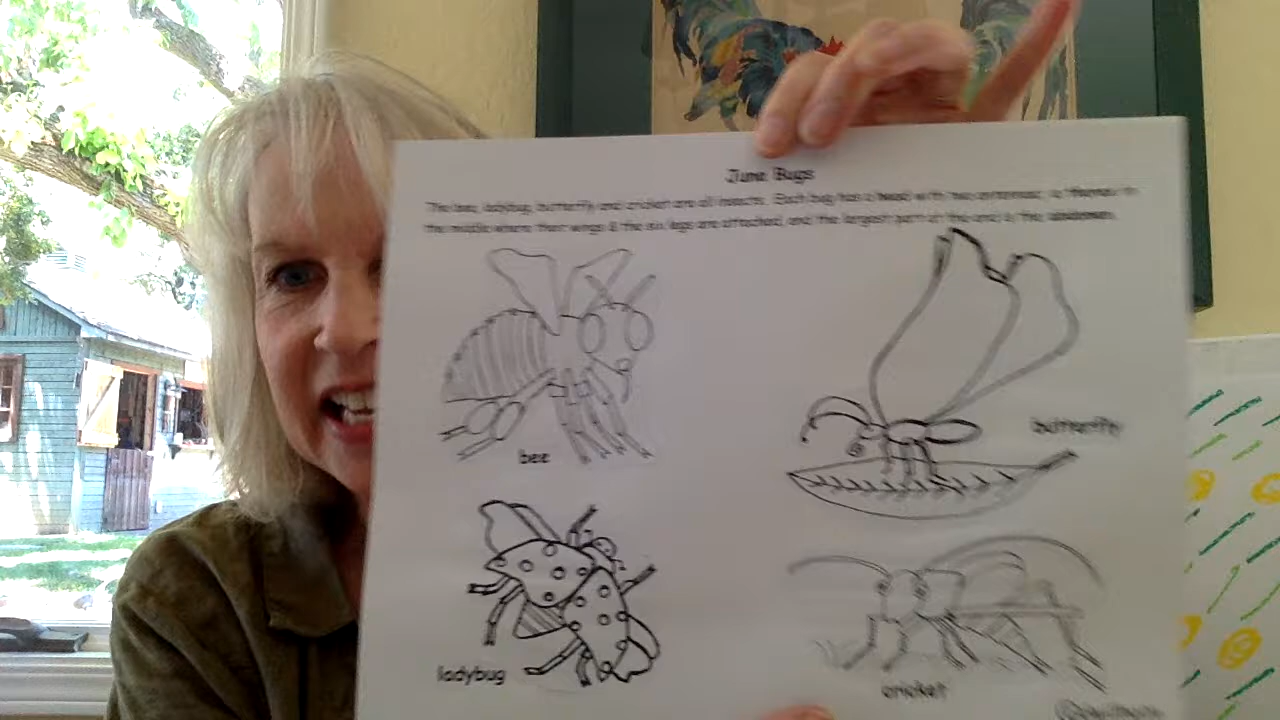 June Bugs
The bee, ladybug, butterfly and cricket are all insects. Each bug has a head with two antennae, a thorax in
the middle where their wings & the six legs are attached, and the largest part at the end is the abdomen.
bee
butterfly
ladybug
cricket